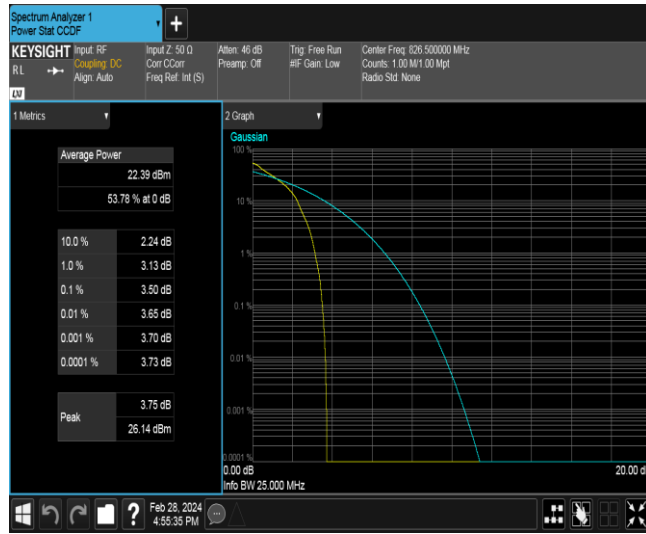 Spectrum Analyzer 1
Power Stat CCDF
+
KEYSIGHT Input: RF Input Z: 50 Ω Atten: 46 dB Trig: Free Run Center Freq: 826.500000 MHz
RL Coupling: DC Corr CCorr Preamp: Off #IF Gain: Low Counts: 1.00 M/1.00 Mpt
Align: Auto Freq Ref: Int (S) Radio Std: None
LXI
1 Metrics
Average Power
22.39 dBm
53.78 % at 0 dB
10.0 % 2.24 dB
1.0 % 3.13 dB
0.1 % 3.50 dB
0.01 % 3.65 dB
0.001 % 3.70 dB
0.0001 % 3.73 dB
Peak 3.75 dB
26.14 dBm
2 Graph
Gaussian
100 %
10 %
1 %
0.1 %
0.01 %
0.001 %
0.0001 %
0.00 dB 20.00 d
Info BW 25.000 MHz
? Feb 28, 2024
4:55:35 PM